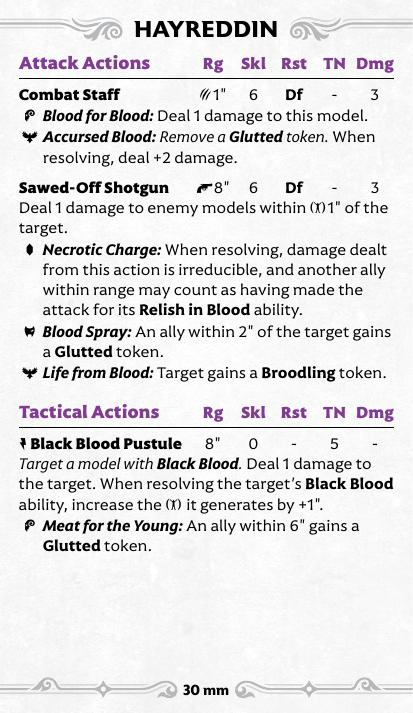 HAYREDDIN
Attack Actions Rg Skl Rst TN Dmg
Combat Staff 1" 6 Df - 3
Blood for Blood: Deal 1 damage to this model.
Accursed Blood: Remove a Glutted token. When
resolving, deal +2 damage.
Sawed-Off Shotgun 8" 6 Df - 3
Deal 1 damage to enemy models within 1" of the
target.
Necrotic Charge: When resolving, damage dealt
from this action is irreducible, and another ally
within range may count as having made the
attack for its Relish in Blood ability.
Blood Spray: An ally within 2" of the target gains
a Glutted token.
Life from Blood: Target gains a Broodling token.
Tactical Actions Rg Skl Rst TN Dmg
Black Blood Pustule 8" 0 - 5 -
Target a model with Black Blood. Deal 1 damage to
the target. When resolving the target's Black Blood
ability, increase the it generates by +1".
Meat for the Young: An ally within 6" gains a
Glutted token.
30 mm